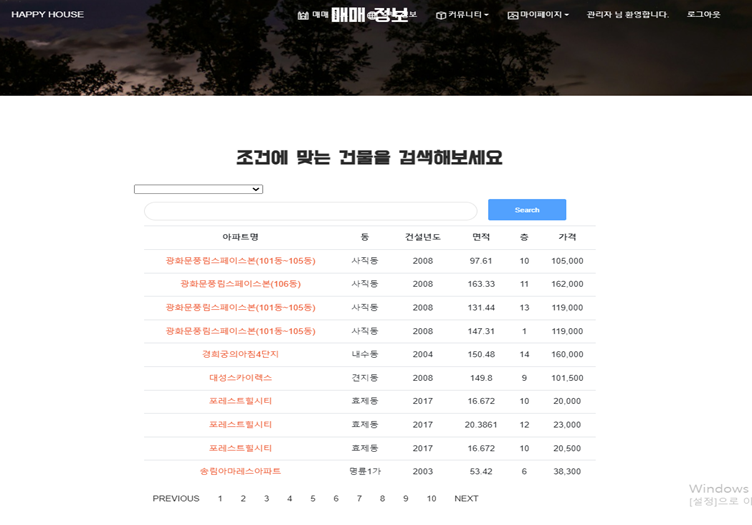 HAPPY HOUSE 매매 매매 정보 정보 커뮤니티 마이페이지 관리자 님 환영합니다. 로그아웃
조건에 맞는 건물을 검색해보세요
Search
아파트명 동 건설년도 면적 층 가격
광화문풍림스페이스본(101동~105동) 사직동 2008 97.61 10 105,000
광화문풍림스페이스본(106동) 사직동 2008 163.33 11 162,000
광화문풍림스페이스본(101동~105동) 사직동 2008 131.44 13 119,000
광화문풍림스페이스본(101동~105동) 사직동 2008 147.31 1 119,000
경희궁의아침4단지 내수동 2004 150.48 14 160,000
대성스카이렉스 견지동 2008 149.8 9 101,500
포레스트힐시티 효제동 2017 16.672 10 20,000
포레스트힐시티 효제동 2017 20.3861 12 23,000
포레스트힐시티 효제동 2017 16.672 10 20,500
송림아마레스아파트 명륜1가 2003 53.42 6 38,300
PREVIOUS 1 2 3 4 5 6 7 8 9 10 NEXT
Windows
[설정]으로 이